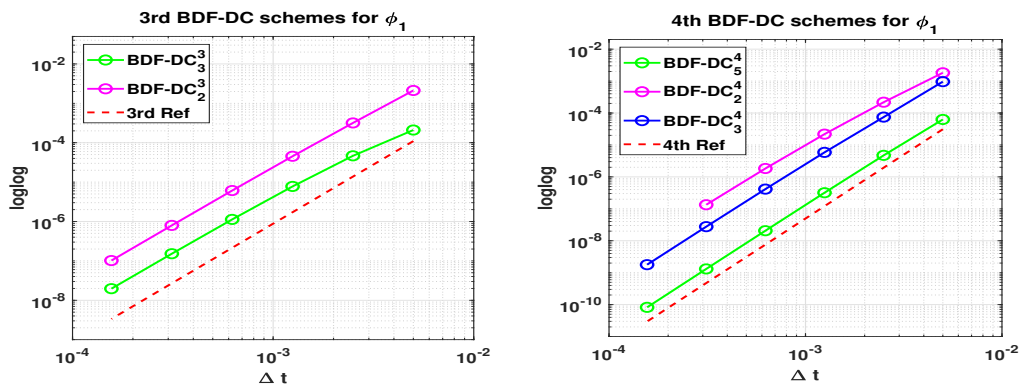 3rd BDF-DC schemes for ϕ₁
10⁻²
10⁻⁴
10⁻⁶
10⁻⁸
loglog
BDF-DC³₃
BDF-DC³₂
3rd Ref
10⁻⁴
10⁻³
10⁻²
Δ t
4th BDF-DC schemes for ϕ₁
10⁻²
10⁻⁴
10⁻⁶
10⁻⁸
10⁻¹⁰
loglog
BDF-DC⁴₅
BDF-DC⁴₂
BDF-DC⁴₃
4th Ref
10⁻⁴
10⁻³
10⁻²
Δ t